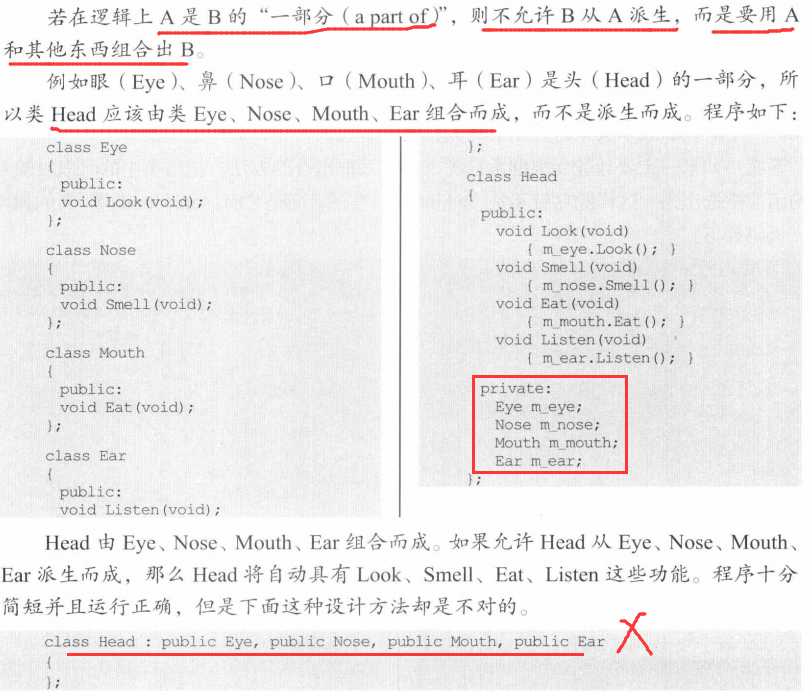 若在逻辑上 A 是 B 的“一部分（a part of）”，则不允许 B 从 A 派生，而是要用 A
和其他东西组合出 B。
例如眼（Eye）、鼻（Nose）、口（Mouth）、耳（Ear）是头（Head）的一部分，所
以类 Head 应该由类 Eye、Nose、Mouth、Ear 组合而成，而不是派生而成。程序如下：
class Eye
{
public:
void Look(void);
};
class Nose
{
public:
void Smell(void);
};
class Mouth
{
public:
void Eat(void);
};
class Ear
{
public:
void Listen(void);
};
class Head
{
public:
void Look(void)
{ m_eye.Look(); }
void Smell(void)
{ m_nose.Smell(); }
void Eat(void)
{ m_mouth.Eat(); }
void Listen(void)
{ m_ear.Listen(); }
private:
Eye m_eye;
Nose m_nose;
Mouth m_mouth;
Ear m_ear;
};
Head 由 Eye、Nose、Mouth、Ear 组合而成。如果允许 Head 从 Eye、Nose、Mouth、
Ear 派生而成，那么 Head 将自动具有 Look、Smell、Eat、Listen 这些功能。程序十分
简短并且运行正确，但是下面这种设计方法却是不对的。
class Head : public Eye, public Nose, public Mouth, public Ear
{
};